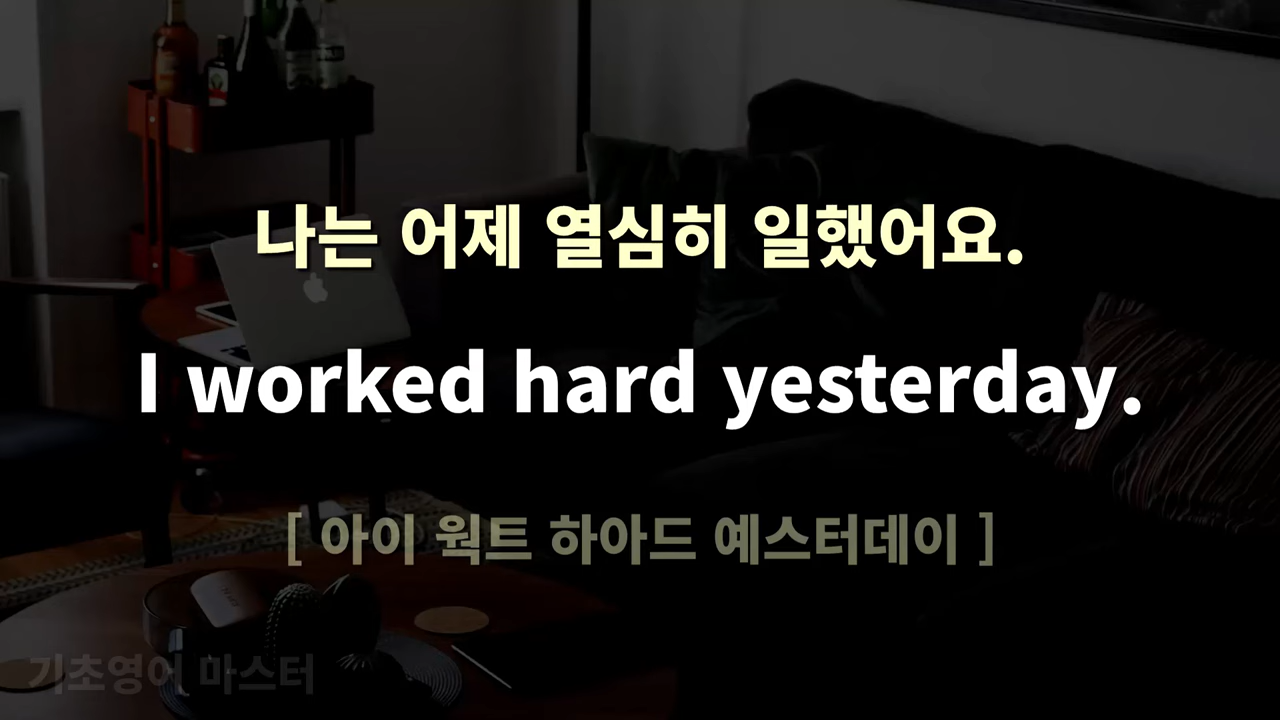 나는 어제 열심히 일했어요.
I worked hard yesterday.
[ 아이 웍트 하아드 예스터데이 ]
기초영어 마스터